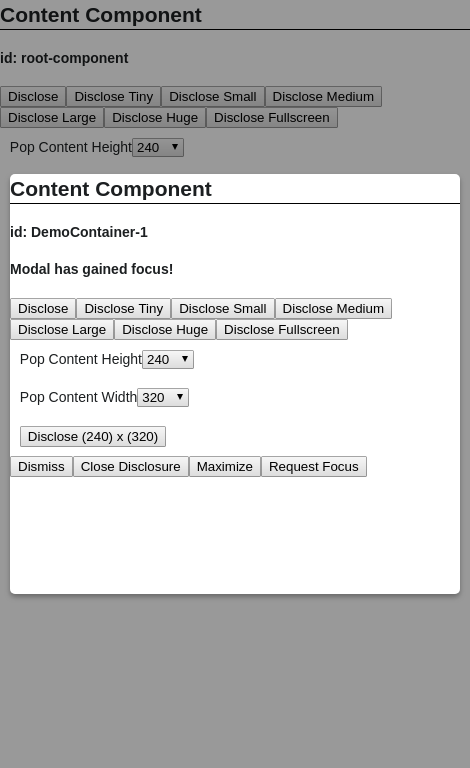 Content Component
id: root-component
Disclose Disclose Tiny Disclose Small Disclose Medium
Disclose Large Disclose Huge Disclose Fullscreen
Pop Content Height 240
Content Component
id: DemoContainer-1
Modal has gained focus!
Disclose Disclose Tiny Disclose Small Disclose Medium
Disclose Large Disclose Huge Disclose Fullscreen
Pop Content Height 240
Pop Content Width 320
Disclose (240) x (320)
Dismiss Close Disclosure Maximize Request Focus